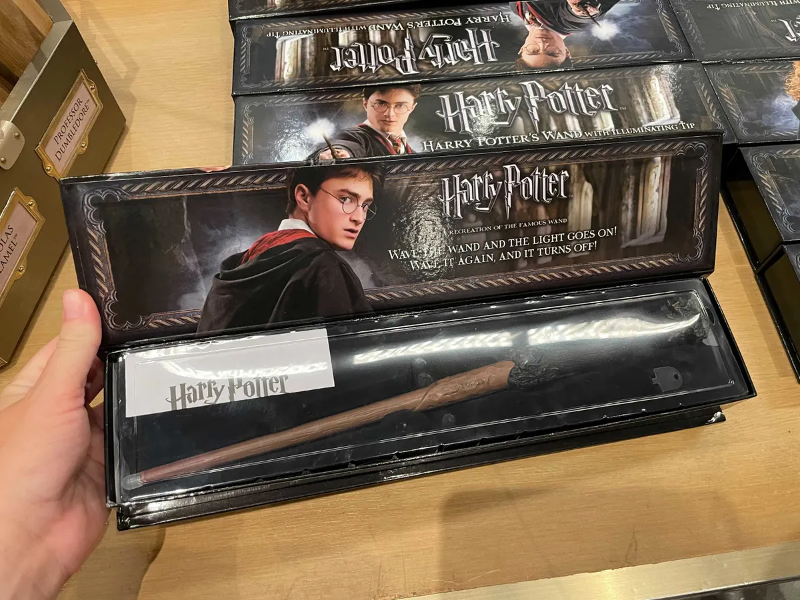 HARRY POTTER'S WAND WITH ILLUMINATING TIP
Harry Potter
Harry Potter™
HARRY POTTER'S WAND WITH ILLUMINATING TIP
PROFESSOR
DUMBLEDORE™
Harry Potter
RECREATION OF THE FAMOUS WAND
WAVE THE WAND AND THE LIGHT GOES ON!
WAVE IT AGAIN, AND IT TURNS OFF!
Harry Potter